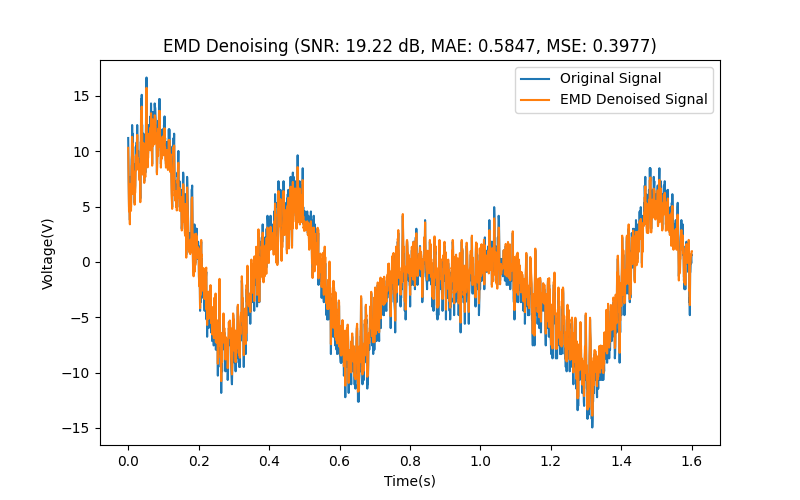 EMD Denoising (SNR: 19.22 dB, MAE: 0.5847, MSE: 0.3977)
Original Signal
EMD Denoised Signal
Voltage(V)
15
10
5
0
−5
−10
−15
0.0 0.2 0.4 0.6 0.8 1.0 1.2 1.4 1.6
Time(s)